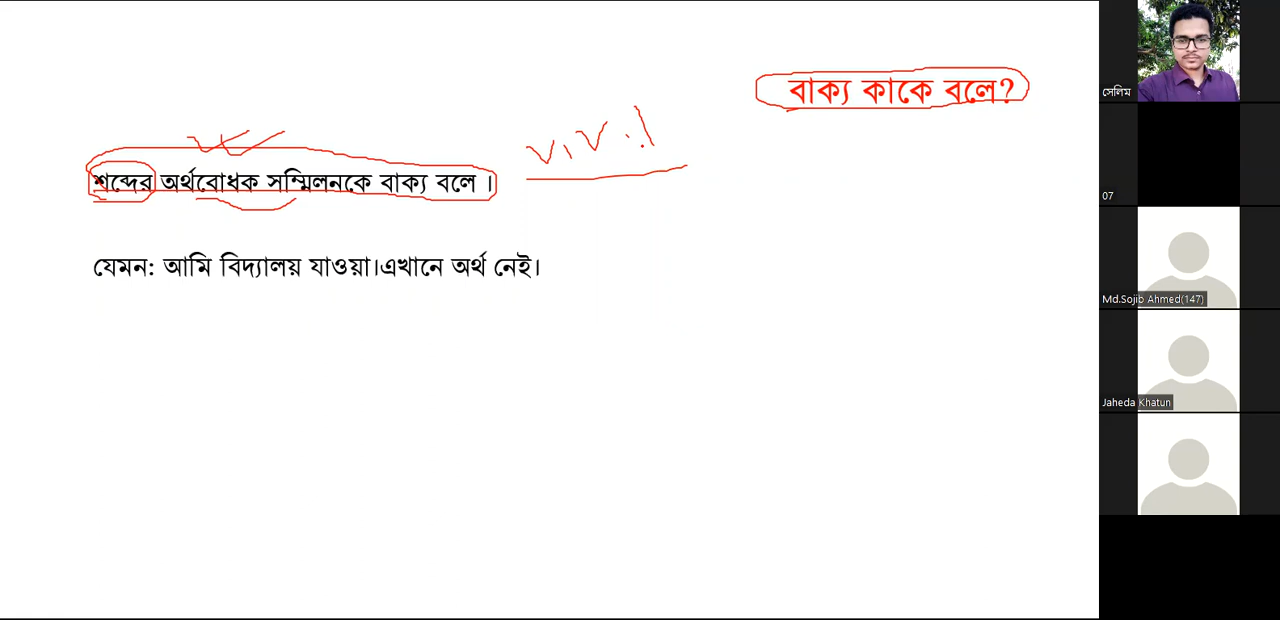 বাক্য কাকে বলে?
V.V.I
শব্দের অর্থবোধক সম্মিলনকে বাক্য বলে ।
যেমন: আমি বিদ্যালয় যাওয়া।এখানে অর্থ নেই।
সেলিম
07
Md.Sojib Ahmed(147)
Jaheda Khatun